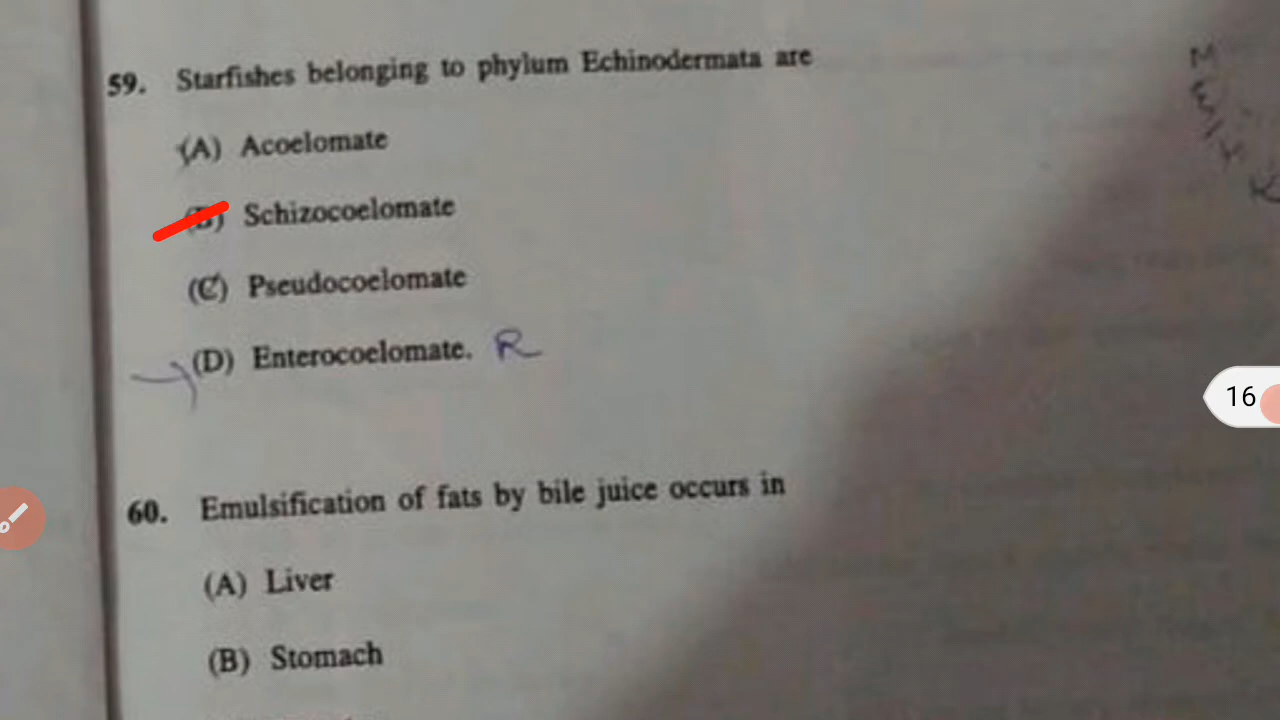 59. Starfishes belonging to phylum Echinodermata are
(A) Acoelomate
(B) Schizocoelomate
(C) Pseudocoelomate
(D) Enterocoelomate. R
16
60. Emulsification of fats by bile juice occurs in
(A) Liver
(B) Stomach